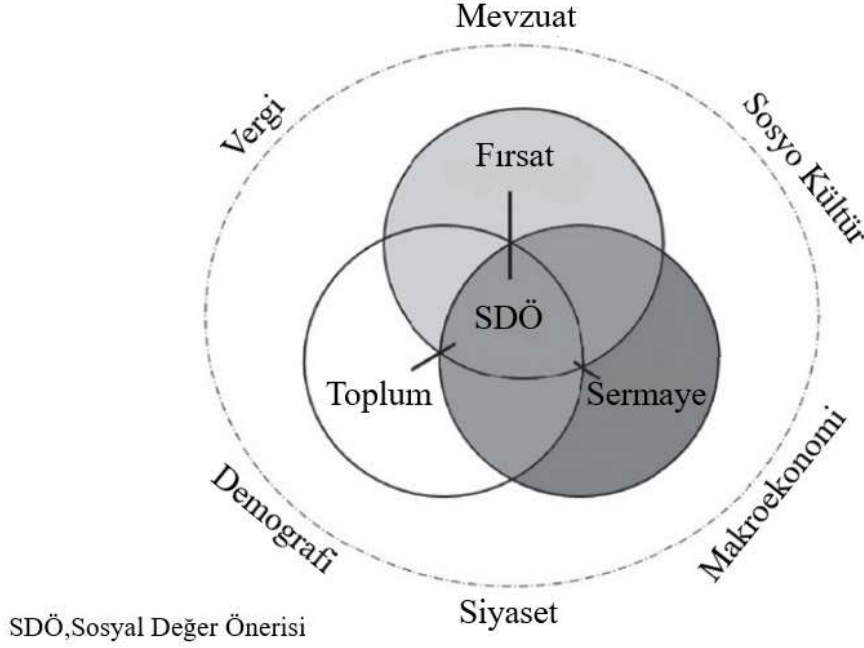 Mevzuat
Vergi
Sosyo Kültür
Fırsat
SDÖ
Toplum
Sermaye
Demografi
Makroekonomi
Siyaset
SDÖ,Sosyal Değer Önerisi